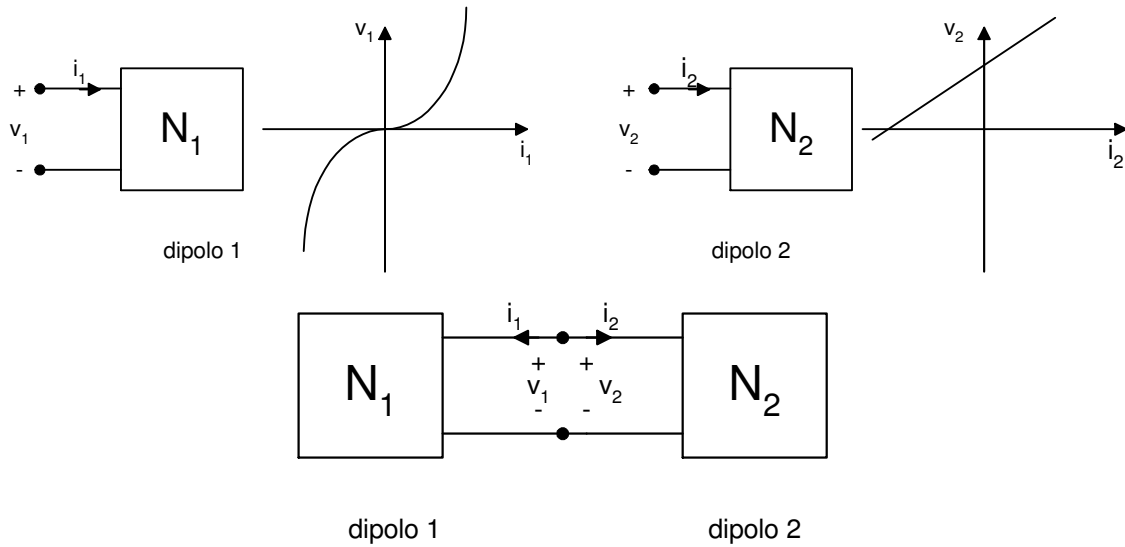 v₁
v₂
i₁
i₂
+
+
v₁
N₁
v₂
N₂
i₁
i₂
-
-
dipolo 1
dipolo 2
i₁
i₂
+
+
N₁
v₁
v₂
N₂
-
-
dipolo 1
dipolo 2